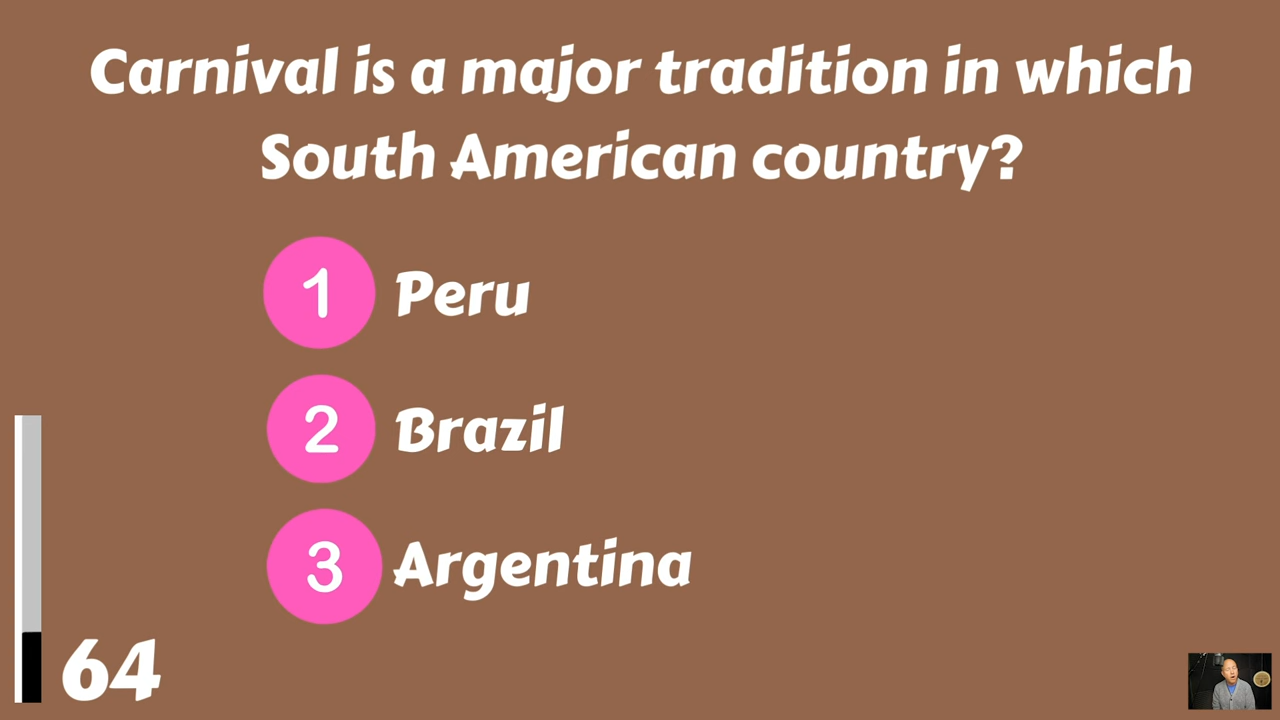 Carnival is a major tradition in which
South American country?
1 Peru
2 Brazil
3 Argentina
64